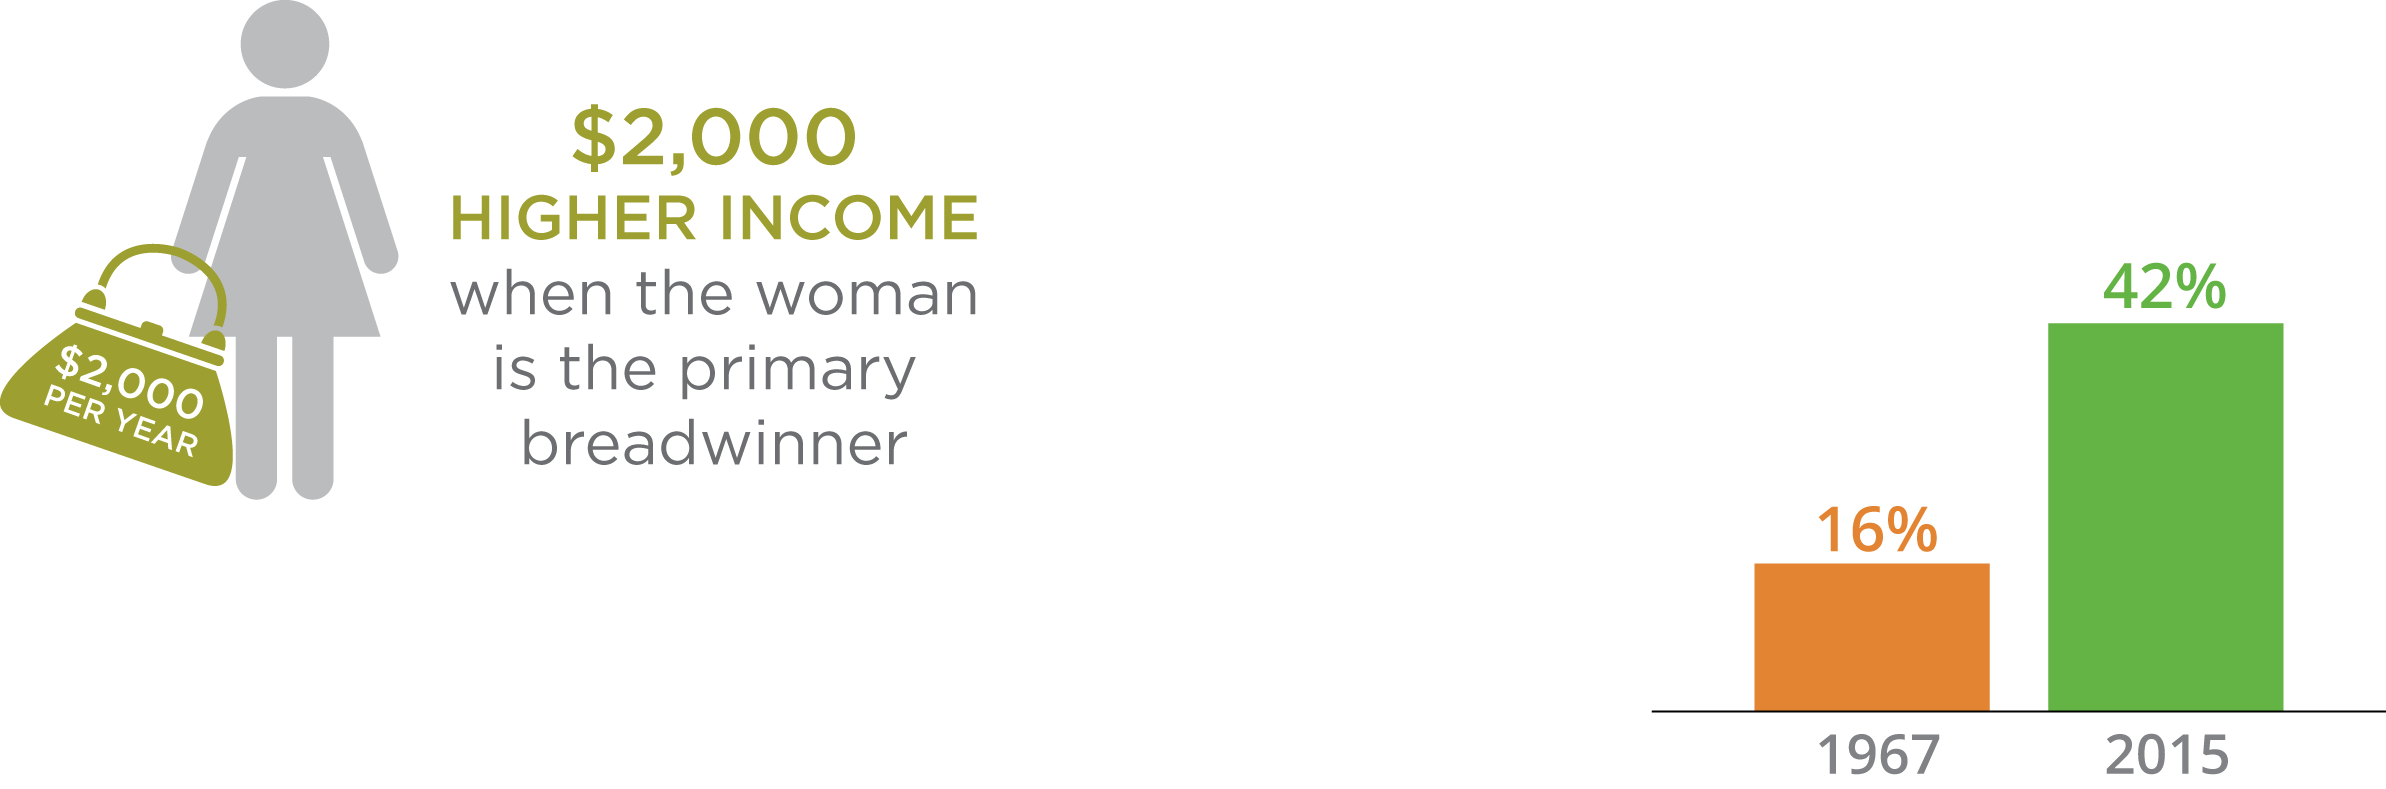 $2,000
HIGHER INCOME
when the woman
is the primary
breadwinner
$2,000
PER YEAR
42%
16%
1967
2015